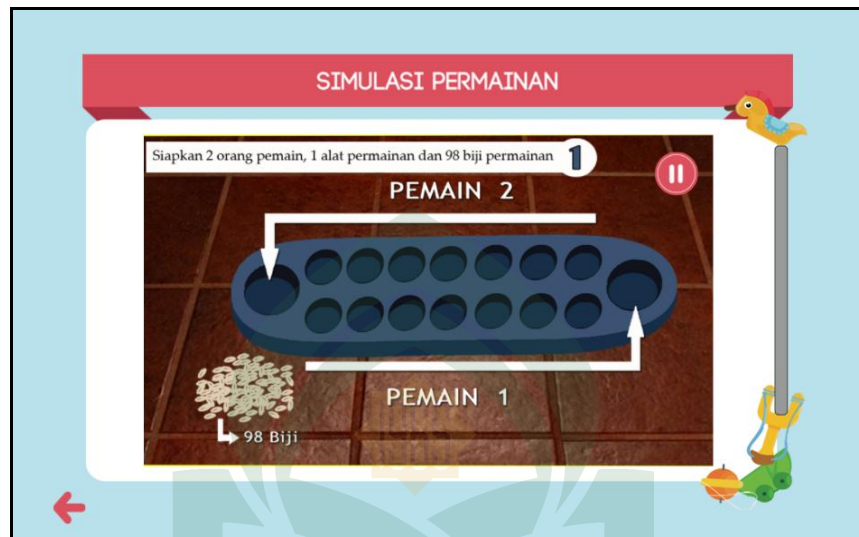 SIMULASI PERMAINAN
Siapkan 2 orang pemain, 1 alat permainan dan 98 biji permainan 1
PEMAIN 2
PEMAIN 1
98 Biji